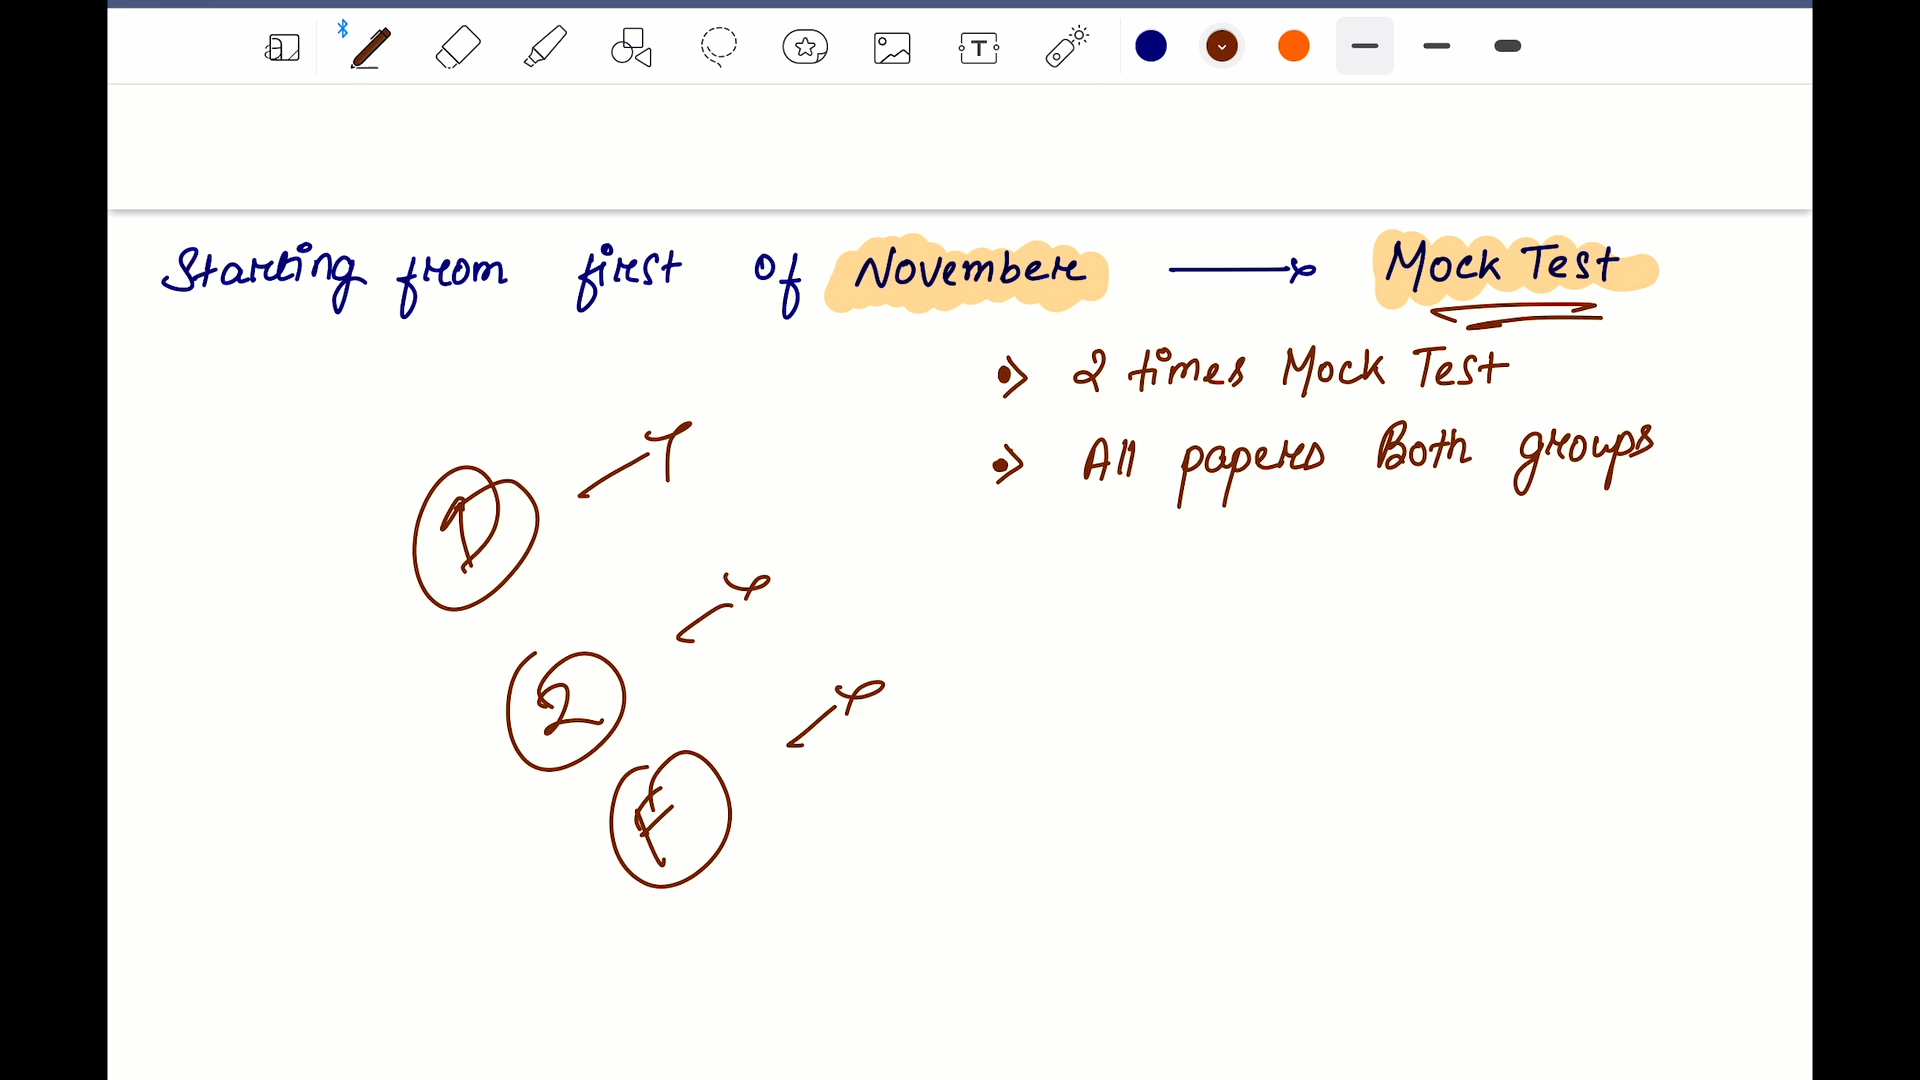 Starting from first of November → Mock Test
•> 2 times Mock Test
•> All papers Both groups
1
2